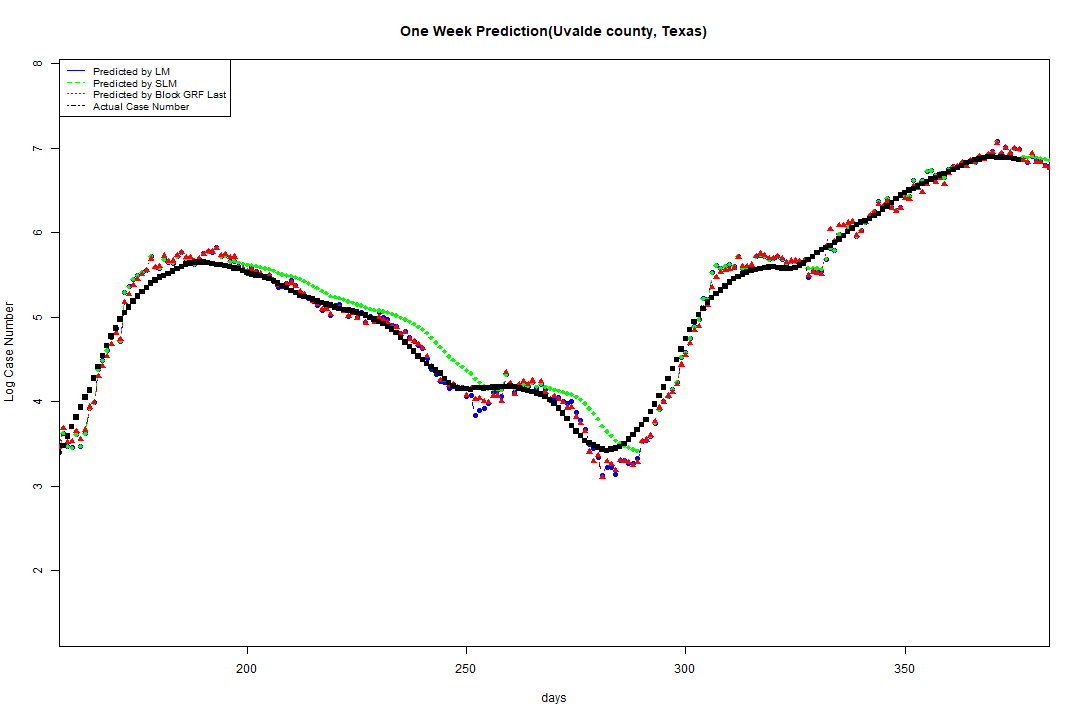 One Week Prediction(Uvalde county, Texas)
Predicted by LM
Predicted by SLM
Predicted by Block GRF Last
Actual Case Number
8
7
6
5
4
3
2
Log Case Number
200 250 300 350
days